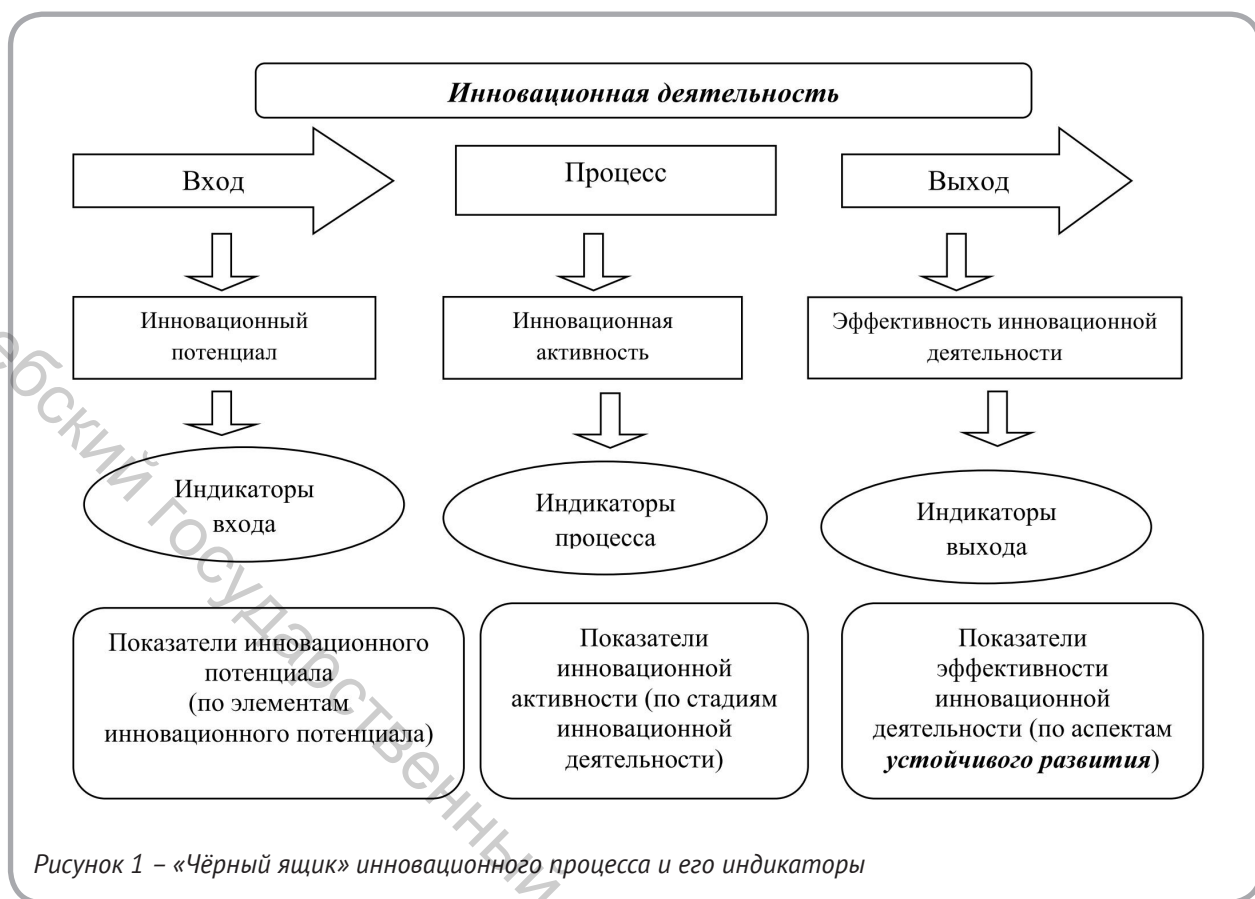 Инновационная деятельность
Вход
Процесс
Выход
Инновационный
потенциал
Инновационная
активность
Эффективность инновационной
деятельности
Индикаторы
входа
Индикаторы
процесса
Индикаторы
выхода
Показатели инновационного
потенциала
(по элементам
инновационного потенциала)
Показатели
инновационной
активности (по стадиям
инновационной
деятельности)
Показатели
эффективности
инновационной
деятельности (по аспектам
устойчивого развития)
Рисунок 1 – «Чёрный ящик» инновационного процесса и его индикаторы
ебский государственный